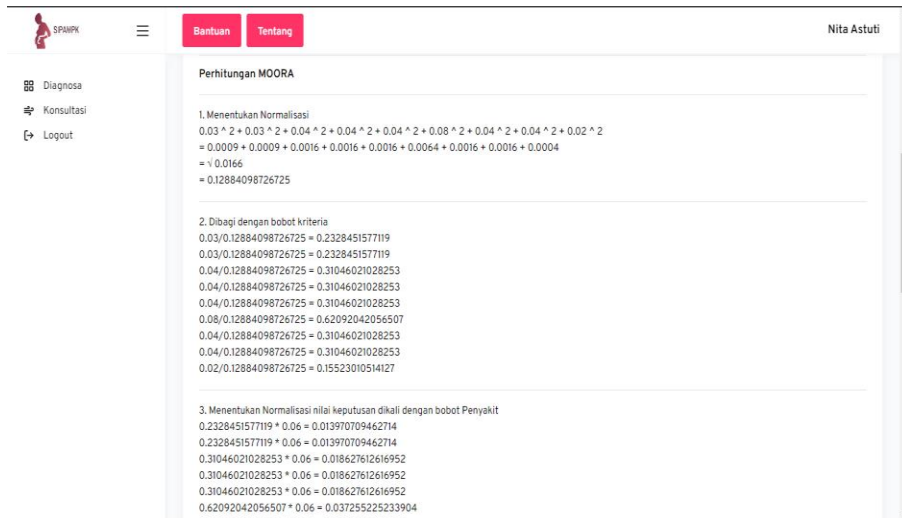 SIPAMPK
Bantuan
Tentang
Nita Astuti
Diagnosa
Konsultasi
Logout
Perhitungan MOORA
1. Menentukan Normalisasi
0.03 ^ 2 + 0.03 ^ 2 + 0.04 ^ 2 + 0.04 ^ 2 + 0.04 ^ 2 + 0.08 ^ 2 + 0.04 ^ 2 + 0.04 ^ 2 + 0.02 ^ 2
= 0.0009 + 0.0009 + 0.0016 + 0.0016 + 0.0016 + 0.0064 + 0.0016 + 0.0016 + 0.0004
= √ 0.0166
= 0.12884098726725
2. Dibagi dengan bobot kriteria
0.03/0.12884098726725 = 0.2328451577119
0.03/0.12884098726725 = 0.2328451577119
0.04/0.12884098726725 = 0.31046021028253
0.04/0.12884098726725 = 0.31046021028253
0.04/0.12884098726725 = 0.31046021028253
0.08/0.12884098726725 = 0.62092042056507
0.04/0.12884098726725 = 0.31046021028253
0.04/0.12884098726725 = 0.31046021028253
0.02/0.12884098726725 = 0.15523010514127
3. Menentukan Normalisasi nilai keputusan dikali dengan bobot Penyakit
0.2328451577119 * 0.06 = 0.013970709462714
0.2328451577119 * 0.06 = 0.013970709462714
0.31046021028253 * 0.06 = 0.018627612616952
0.31046021028253 * 0.06 = 0.018627612616952
0.31046021028253 * 0.06 = 0.018627612616952
0.62092042056507 * 0.06 = 0.037255225233904